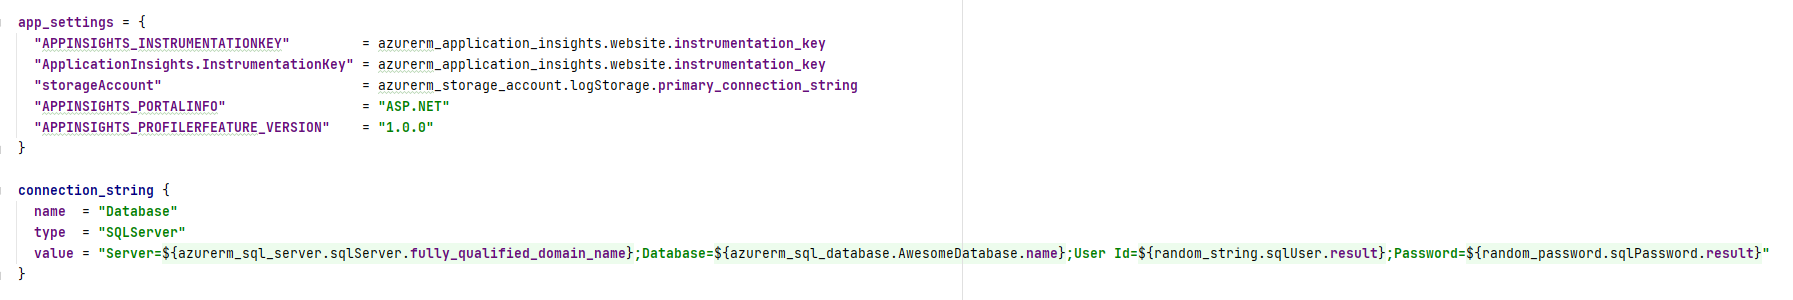 app_settings = {
  "APPINSIGHTS_INSTRUMENTATIONKEY"         = azurerm_application_insights.website.instrumentation_key
  "ApplicationInsights.InstrumentationKey" = azurerm_application_insights.website.instrumentation_key
  "storageAccount"                         = azurerm_storage_account.logStorage.primary_connection_string
  "APPINSIGHTS_PORTALINFO"                 = "ASP.NET"
  "APPINSIGHTS_PROFILERFEATURE_VERSION"    = "1.0.0"
}
connection_string {
  name  = "Database"
  type  = "SQLServer"
  value = "Server=${azurerm_sql_server.sqlServer.fully_qualified_domain_name};Database=${azurerm_sql_database.AwesomeDatabase.name};User Id=${random_string.sqlUser.result};Password=${random_password.sqlPassword.result}"
}